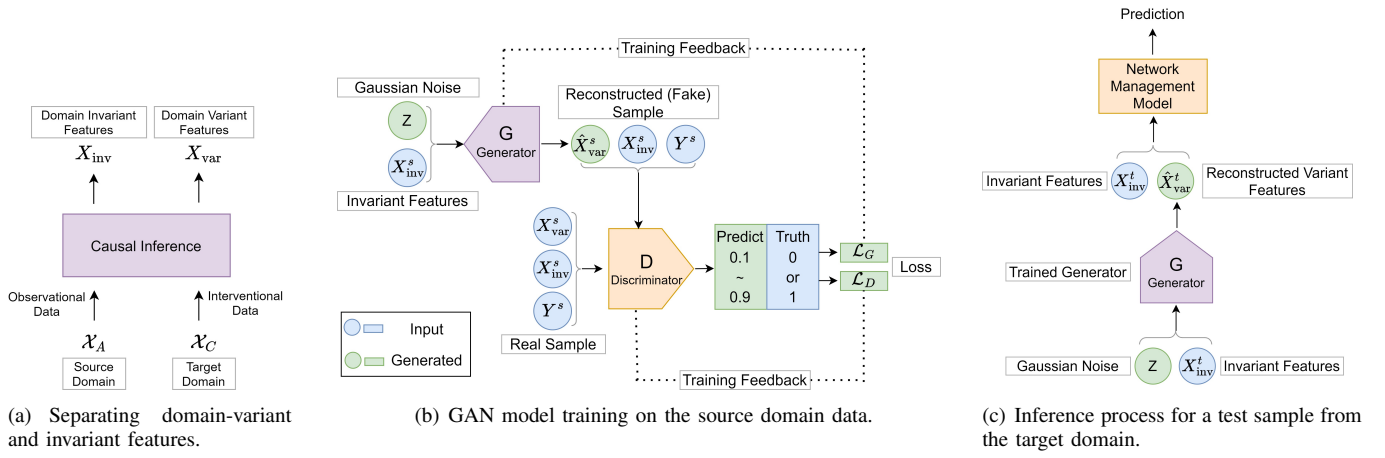 Domain Invariant
Features
Domain Variant
Features
X_inv
X_var
Causal Inference
Observational
Data
Interventional
Data
𝒳_A
𝒳_C
Source
Domain
Target
Domain
(a) Separating domain-variant
and invariant features.
Training Feedback
Gaussian Noise
Z
X^s_inv
Invariant Features
G
Generator
Reconstructed (Fake)
Sample
X̂^s_var
X^s_inv
Y^s
X^s_var
X^s_inv
Y^s
Real Sample
D
Discriminator
Predict
0.1
~
0.9
Truth
0
or
1
ℒ_G
ℒ_D
Loss
Input
Generated
Training Feedback
(b) GAN model training on the source domain data.
Prediction
Network
Management
Model
Invariant Features
X^t_inv
X̂^t_var
Reconstructed Variant
Features
Trained Generator
G
Generator
Gaussian Noise
Z
X^t_inv
Invariant Features
(c) Inference process for a test sample from
the target domain.